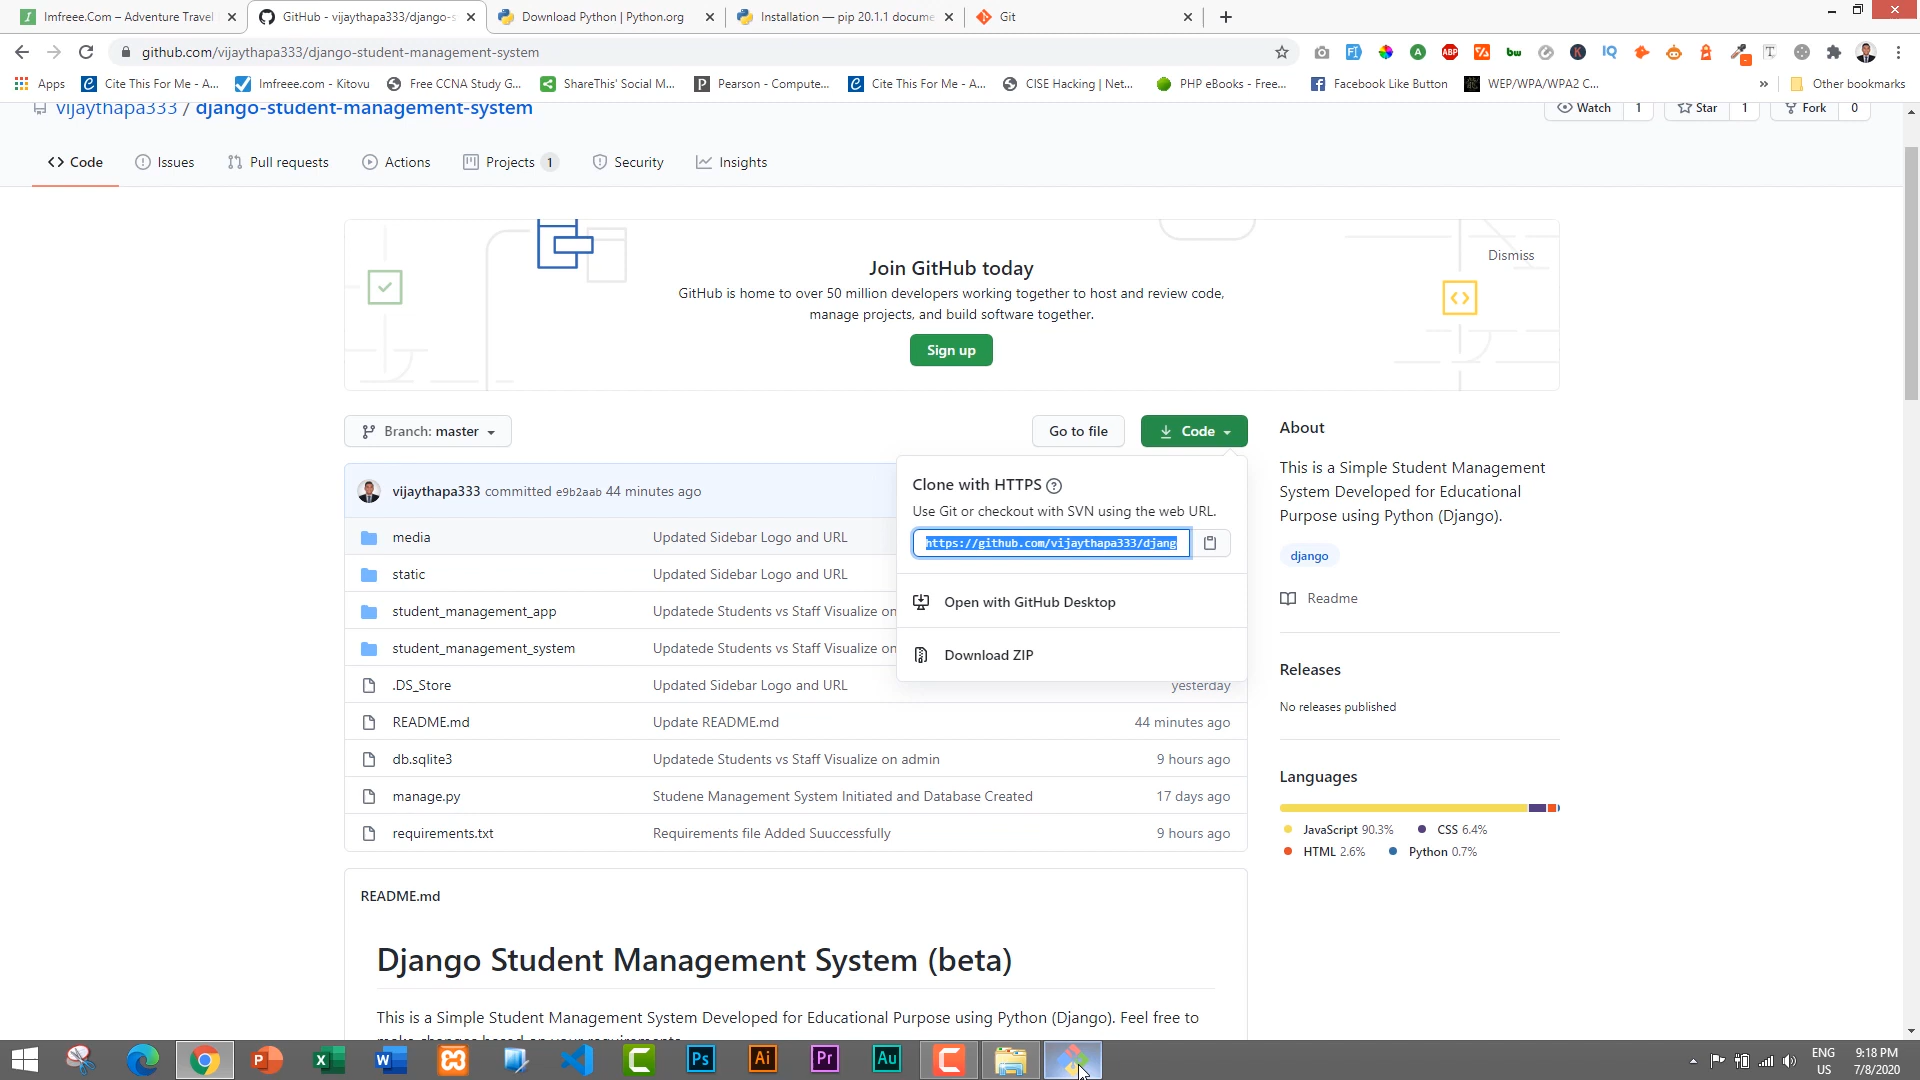 Imfreee.Com – Adventure Travel
GitHub - vijaythapa333/django-s
Download Python | Python.org
Installation — pip 20.1.1 docume
Git
github.com/vijaythapa333/django-student-management-system
Apps
Cite This For Me - A...
Imfreee.com - Kitovu
Free CCNA Study G...
ShareThis' Social M...
Pearson - Compute...
Cite This For Me - A...
CISE Hacking | Net...
PHP eBooks - Free...
Facebook Like Button
WEP/WPA/WPA2 C...
»
Other bookmarks
vijaythapa333 / django-student-management-system
Watch 1
Star 1
Fork 0
Code
Issues
Pull requests
Actions
Projects 1
Security
Insights
Join GitHub today
Dismiss
GitHub is home to over 50 million developers working together to host and review code,
manage projects, and build software together.
Sign up
Branch: master
Go to file
Code
vijaythapa333 committed e9b2aab 44 minutes ago
Clone with HTTPS
Use Git or checkout with SVN using the web URL.
https://github.com/vijaythapa333/djang
Open with GitHub Desktop
Download ZIP
media Updated Sidebar Logo and URL
static Updated Sidebar Logo and URL
student_management_app Updatede Students vs Staff Visualize on
student_management_system Updatede Students vs Staff Visualize on
.DS_Store Updated Sidebar Logo and URL yesterday
README.md Update README.md 44 minutes ago
db.sqlite3 Updatede Students vs Staff Visualize on admin 9 hours ago
manage.py Studene Management System Initiated and Database Created 17 days ago
requirements.txt Requirements file Added Suuccessfully 9 hours ago
About
This is a Simple Student Management
System Developed for Educational
Purpose using Python (Django).
django
Readme
Releases
No releases published
Languages
JavaScript 90.3% CSS 6.4%
HTML 2.6% Python 0.7%
README.md
Django Student Management System (beta)
This is a Simple Student Management System Developed for Educational Purpose using Python (Django). Feel free to
make changes based on your requirements.
ENG
US
9:18 PM
7/8/2020